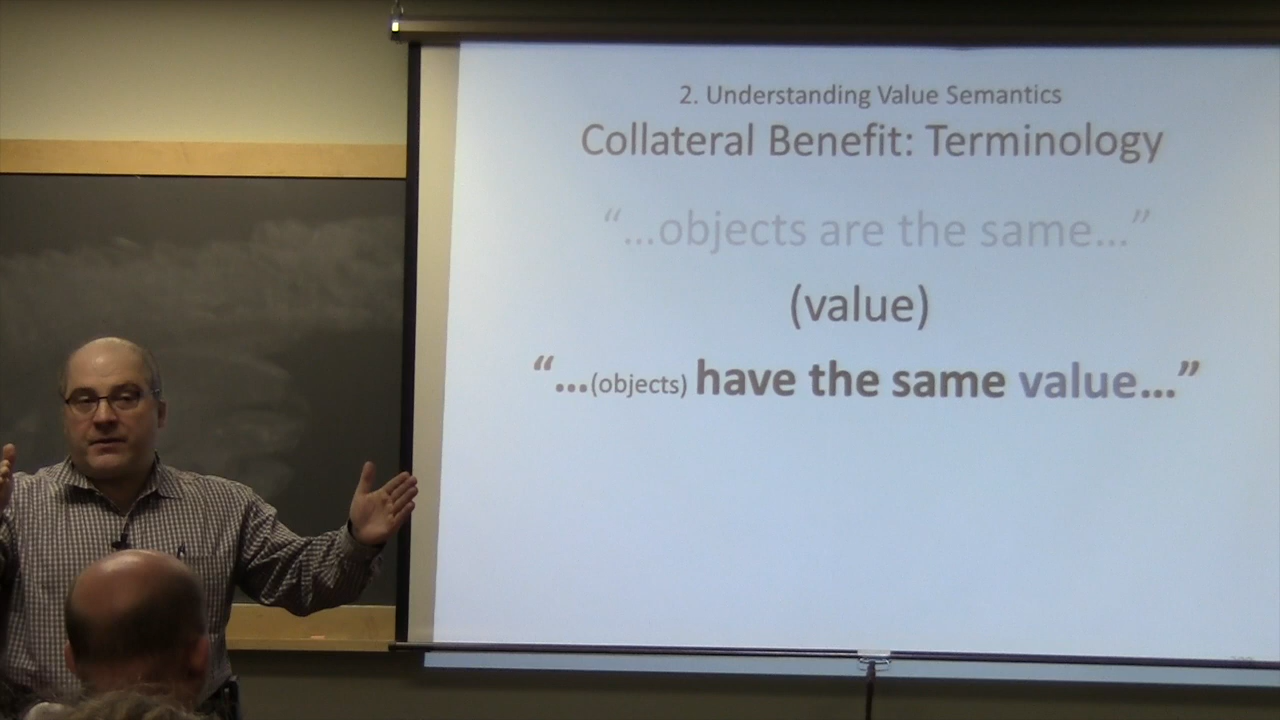 2. Understanding Value Semantics
Collateral Benefit: Terminology
“...objects are the same...”
(value)
“...(objects) have the same value...”